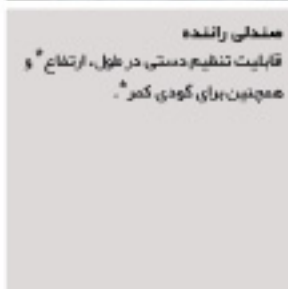 صندلی راننده
قابلیت تنظیم دستی در طول، ارتفاع* و
همچنین برای گودی کمر*.